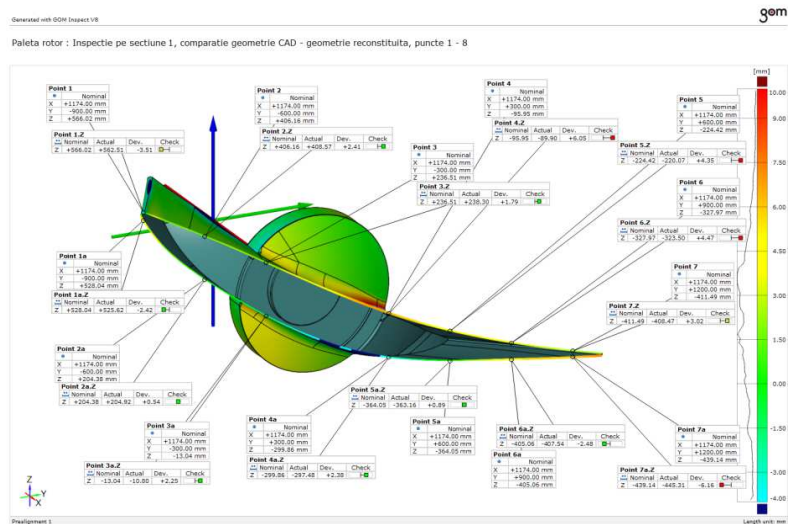 Generated with GOM Inspect V8
gom
Paleta rotor : Inspectie pe sectiune 1, comparatie geometrie CAD - geometrie reconstituita, puncte 1 - 8
Point 1
Nominal
X +1174.00 mm
Y -900.00 mm
Z +566.02 mm
Point 1.Z
Nominal Actual Dev. Check
Z +566.02 +562.51 -3.51
Point 2
Nominal
X +1174.00 mm
Y -600.00 mm
Z +406.16 mm
Point 2.Z
Nominal Actual Dev. Check
Z +406.16 +408.57 +2.41
Point 3
Nominal
X +1174.00 mm
Y -300.00 mm
Z +236.51 mm
Point 3.Z
Nominal Actual Dev. Check
Z +236.51 +238.30 +1.79
Point 4
Nominal
X +1174.00 mm
Y +300.00 mm
Z -95.95 mm
Point 4.Z
Nominal Actual Dev. Check
Z -95.95 -89.90 +6.05
Point 5
Nominal
X +1174.00 mm
Y +600.00 mm
Z -224.42 mm
Point 5.Z
Nominal Actual Dev. Check
Z -224.42 -220.07 +4.35
Point 6
Nominal
X +1174.00 mm
Y +900.00 mm
Z -327.97 mm
Point 6.Z
Nominal Actual Dev. Check
Z -327.97 -323.50 +4.47
Point 7
Nominal
X +1174.00 mm
Y +1200.00 mm
Z -411.49 mm
Point 7.Z
Nominal Actual Dev. Check
Z -411.49 -408.47 +3.02
Point 1a
Nominal
X +1174.00 mm
Y -900.00 mm
Z +528.04 mm
Point 1a.Z
Nominal Actual Dev. Check
Z +528.04 +525.62 -2.42
Point 2a
Nominal
X +1174.00 mm
Y -600.00 mm
Z +204.38 mm
Point 2a.Z
Nominal Actual Dev. Check
Z +204.38 +204.92 +0.54
Point 3a
Nominal
X +1174.00 mm
Y -300.00 mm
Z -13.04 mm
Point 3a.Z
Nominal Actual Dev. Check
Z -13.04 -10.80 +2.25
Point 4a
Nominal
X +1174.00 mm
Y +300.00 mm
Z -299.86 mm
Point 4a.Z
Nominal Actual Dev. Check
Z -299.86 -297.48 +2.38
Point 5a.Z
Nominal Actual Dev. Check
Z -364.05 -363.16 +0.89
Point 5a
Nominal
X +1174.00 mm
Y +600.00 mm
Z -364.05 mm
Point 6a.Z
Nominal Actual Dev. Check
Z -405.06 -407.54 -2.48
Point 6a
Nominal
X +1174.00 mm
Y +900.00 mm
Z -405.06 mm
Point 7a
Nominal
X +1174.00 mm
Y +1200.00 mm
Z -439.14 mm
Point 7a.Z
Nominal Actual Dev. Check
Z -439.14 -445.31 -6.16
[mm]
10.00
9.00
7.50
6.00
4.50
3.00
1.50
0.00
-1.50
-3.00
-4.00
Z
Y
X
Prealignment 1
Length unit: mm